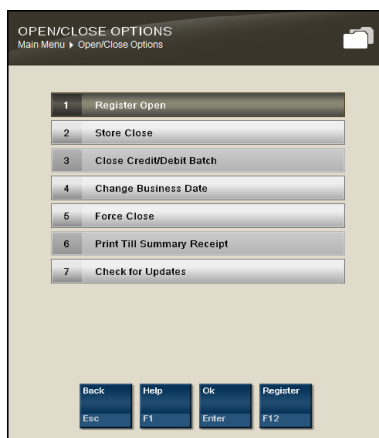 OPEN/CLOSE OPTIONS
Main Menu ▸ Open/Close Options
1 Register Open
2 Store Close
3 Close Credit/Debit Batch
4 Change Business Date
5 Force Close
6 Print Till Summary Receipt
7 Check for Updates
Back Help Ok Register
Esc F1 Enter F12